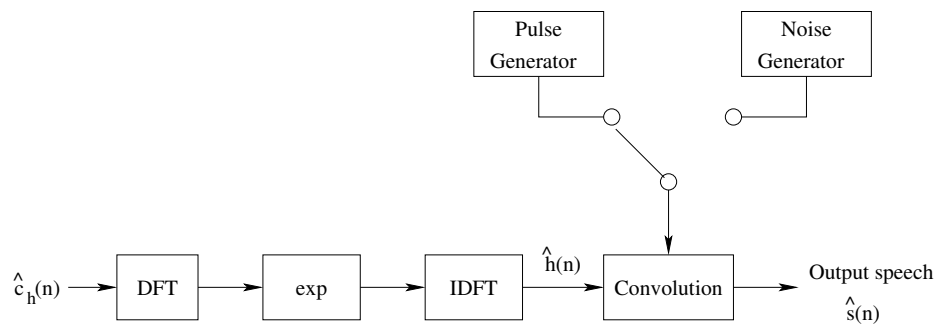 Pulse
Generator
Noise
Generator
ĉ_h(n)
DFT
exp
IDFT
ĥ(n)
Convolution
Output speech
ŝ(n)